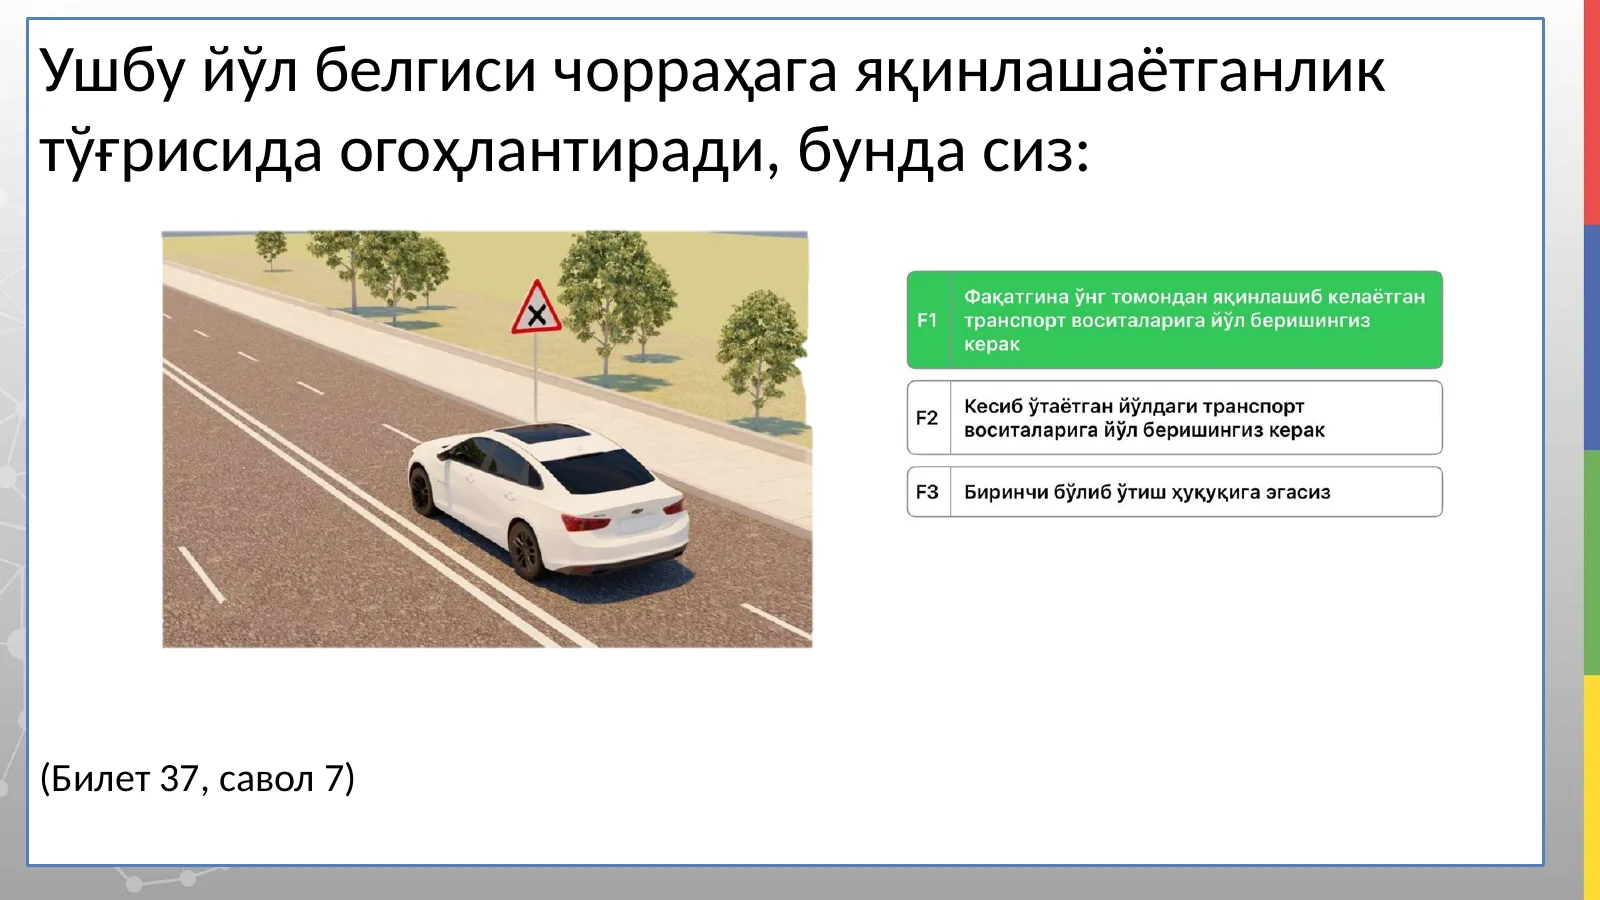 Ушбу йўл белгиси чорраҳага яқинлашаётганлик
тўғрисида огоҳлантиради, бунда сиз:
F1
Фақатгина ўнг томондан яқинлашиб келаётган
транспорт воситаларига йўл беришингиз
керак
F2
Кесиб ўтаётган йўлдаги транспорт
воситаларига йўл беришингиз керак
F3
Биринчи бўлиб ўтиш ҳуқуқига эгасиз
(Билет 37, савол 7)